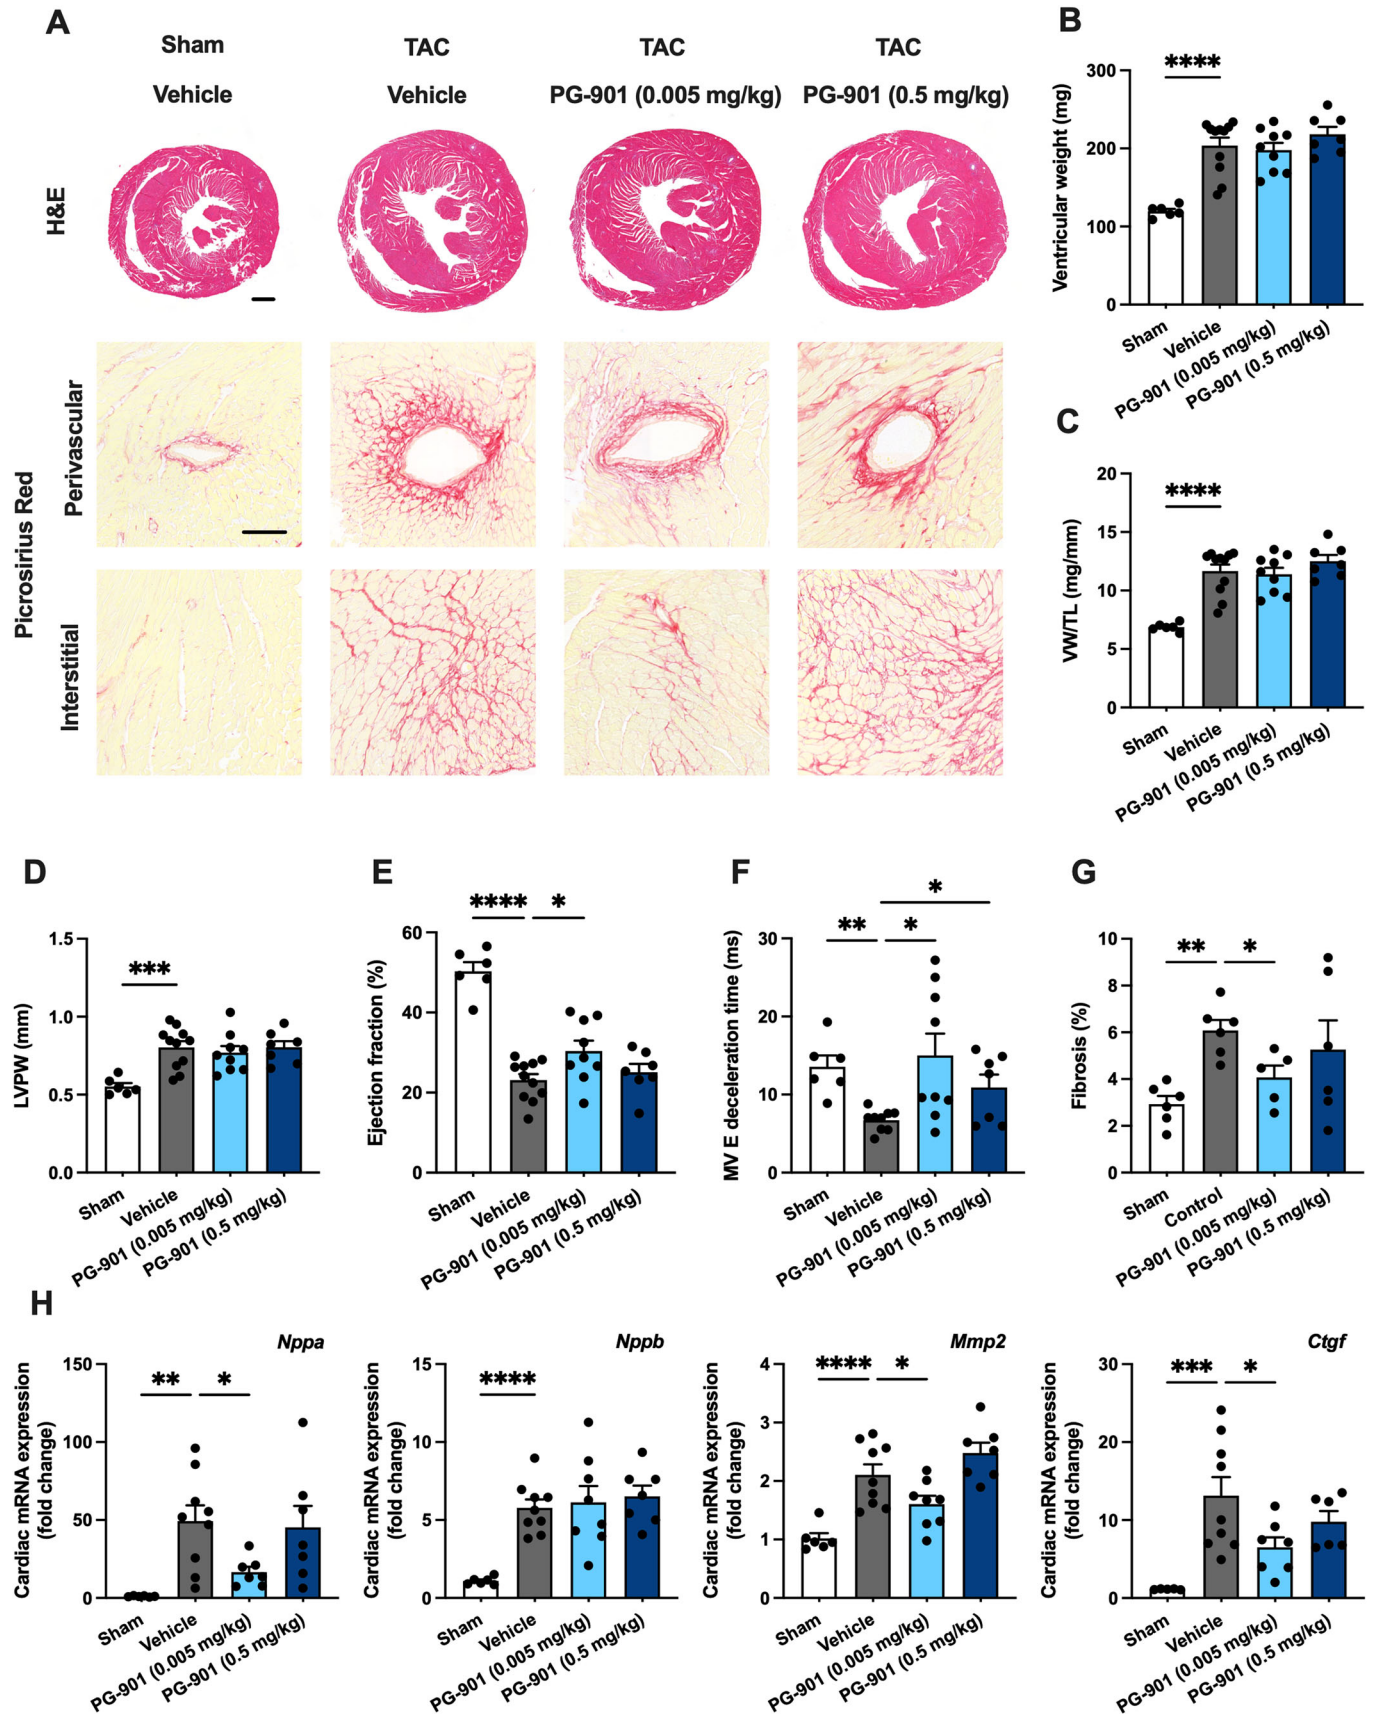 A
Sham
TAC
TAC
TAC
Vehicle
Vehicle
PG-901 (0.005 mg/kg)
PG-901 (0.5 mg/kg)
H&E
Picrosirius Red
Perivascular
Interstitial
B
****
Ventricular weight (mg)
300
200
100
0
Sham
Vehicle
PG-901 (0.005 mg/kg)
PG-901 (0.5 mg/kg)
C
****
VW/TL (mg/mm)
20
15
10
5
0
Sham
Vehicle
PG-901 (0.005 mg/kg)
PG-901 (0.5 mg/kg)
D
***
LVPW (mm)
1.5
1.0
0.5
0.0
Sham
Vehicle
PG-901 (0.005 mg/kg)
PG-901 (0.5 mg/kg)
E
**** *
Ejection fraction (%)
60
40
20
0
Sham
Vehicle
PG-901 (0.005 mg/kg)
PG-901 (0.5 mg/kg)
F
*
** *
MV E deceleration time (ms)
30
20
10
0
Sham
Vehicle
PG-901 (0.005 mg/kg)
PG-901 (0.5 mg/kg)
G
** *
Fibrosis (%)
10
8
6
4
2
0
Sham
Control
PG-901 (0.005 mg/kg)
PG-901 (0.5 mg/kg)
H
Nppa
** *
Cardiac mRNA expression
(fold change)
150
100
50
0
Sham
Vehicle
PG-901 (0.005 mg/kg)
PG-901 (0.5 mg/kg)
Nppb
****
Cardiac mRNA expression
(fold change)
15
10
5
0
Sham
Vehicle
PG-901 (0.005 mg/kg)
PG-901 (0.5 mg/kg)
Mmp2
**** *
Cardiac mRNA expression
(fold change)
4
3
2
1
0
Sham
Vehicle
PG-901 (0.005 mg/kg)
PG-901 (0.5 mg/kg)
Ctgf
*** *
Cardiac mRNA expression
(fold change)
30
20
10
0
Sham
Vehicle
PG-901 (0.005 mg/kg)
PG-901 (0.5 mg/kg)